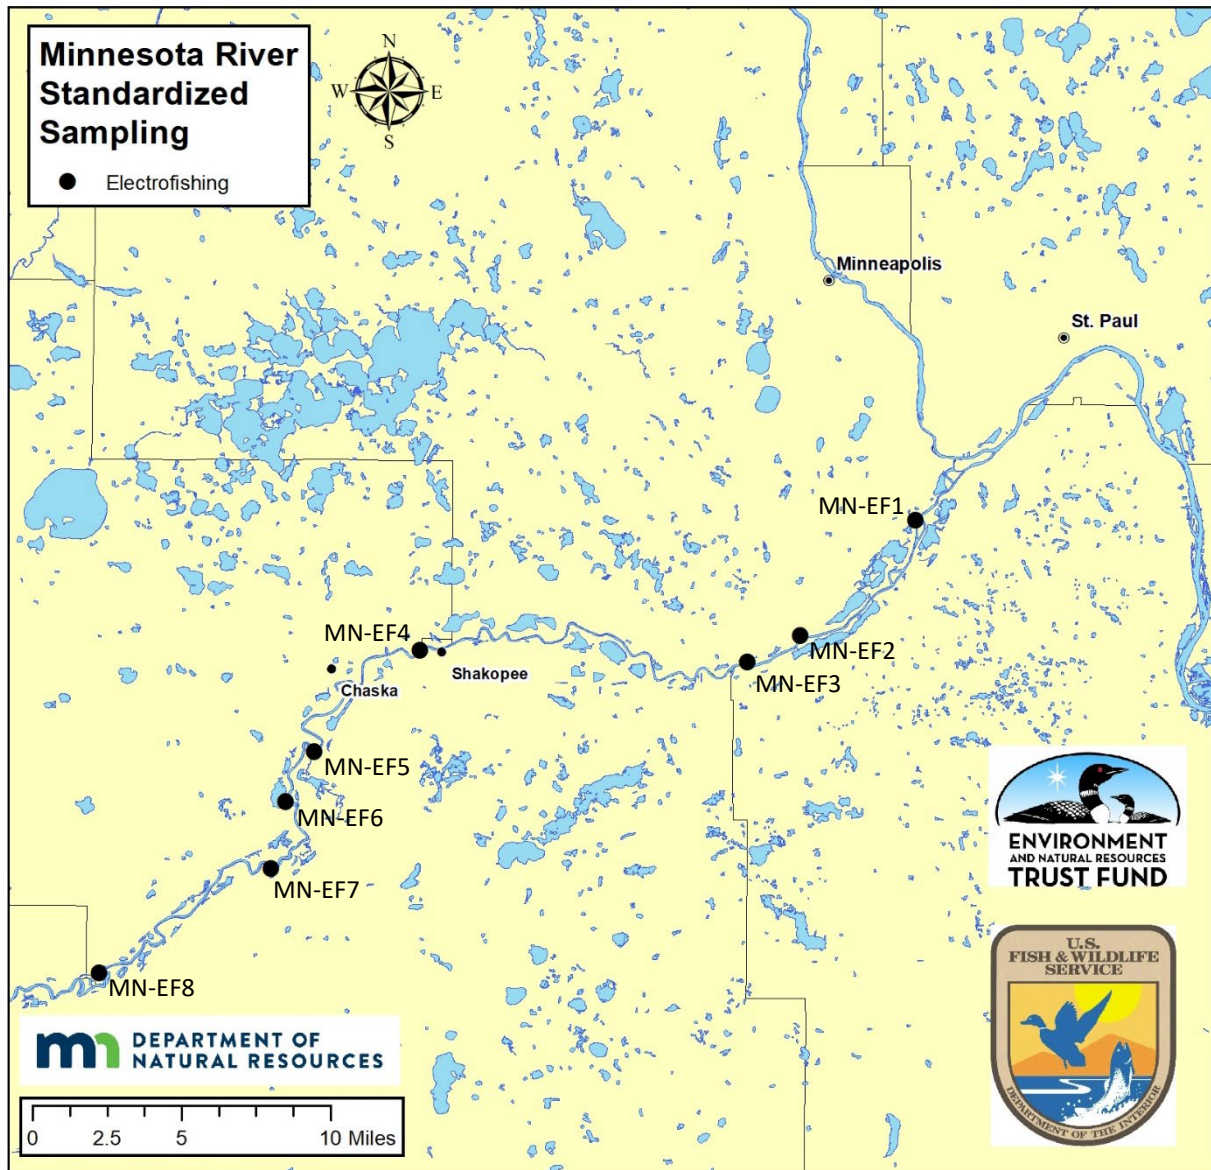 Minnesota River
Standardized
Sampling
Electrofishing
N
W
E
S
Minneapolis
St. Paul
MN-EF1
MN-EF4
MN-EF2
Shakopee
MN-EF3
Chaska
MN-EF5
MN-EF6
MN-EF7
MN-EF8
ENVIRONMENT
AND NATURAL RESOURCES
TRUST FUND
U.S.
FISH & WILDLIFE
SERVICE
DEPARTMENT OF THE INTERIOR
mn DEPARTMENT OF
NATURAL RESOURCES
0 2.5 5 10 Miles